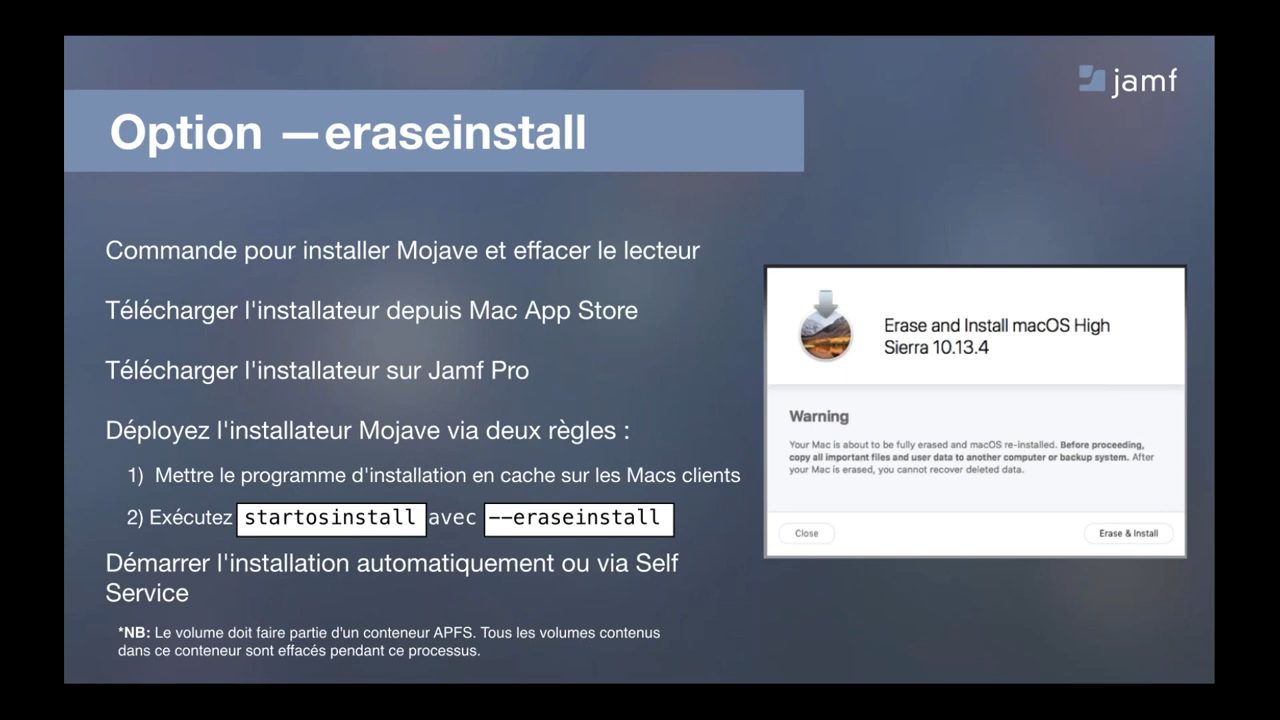 jamf
Option —eraseinstall
Commande pour installer Mojave et effacer le lecteur
Télécharger l'installateur depuis Mac App Store
Télécharger l'installateur sur Jamf Pro
Déployez l'installateur Mojave via deux règles :
1) Mettre le programme d'installation en cache sur les Macs clients
2) Exécutez startosinstall avec --eraseinstall
Démarrer l'installation automatiquement ou via Self
Service
*NB: Le volume doit faire partie d'un conteneur APFS. Tous les volumes contenus
dans ce conteneur sont effacés pendant ce processus.
Erase and Install macOS High
Sierra 10.13.4
Warning
Your Mac is about to be fully erased and macOS re-installed. Before proceeding,
copy all important files and user data to another computer or backup system. After
your Mac is erased, you cannot recover deleted data.
Close
Erase & Install